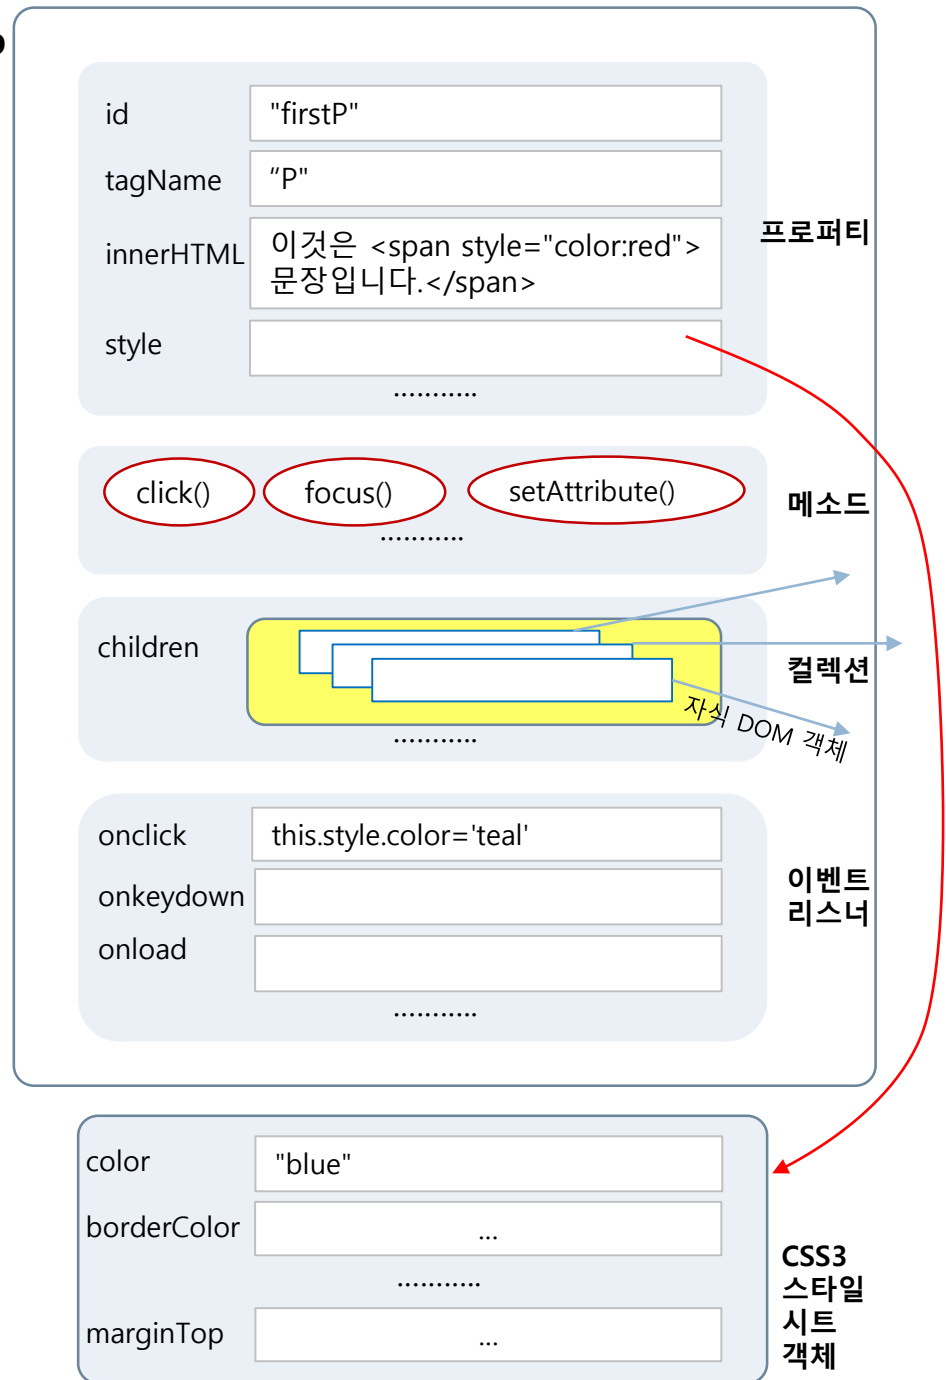 id
"firstP"
tagName
“P"
프로퍼티
innerHTML
이것은 <span style="color:red">
문장입니다.</span>
style
...........
click()
focus()
setAttribute()
메소드
...........
children
컬렉션
자식 DOM 객체
...........
onclick
this.style.color='teal'
이벤트
리스너
onkeydown
onload
...........
color
"blue"
borderColor
...
...........
CSS3
스타일
시트
객체
marginTop
...